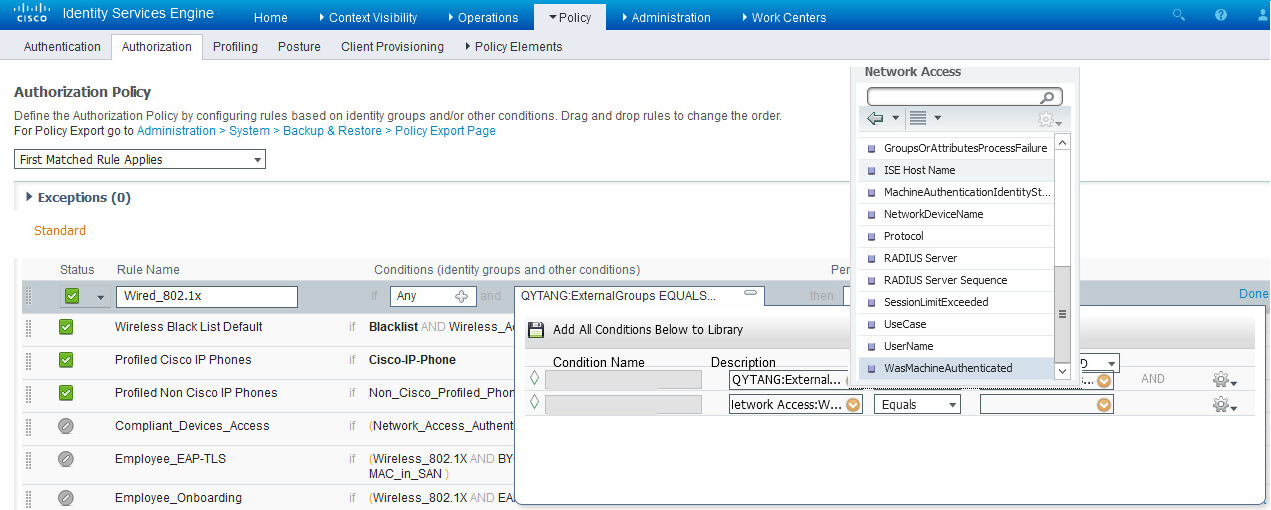 CISCO Identity Services Engine Home Context Visibility Operations Policy Administration Work Centers
Authentication Authorization Profiling Posture Client Provisioning Policy Elements
Network Access
Authorization Policy
Define the Authorization Policy by configuring rules based on identity groups and/or other conditions. Drag and drop rules to change the order.
For Policy Export go to Administration > System > Backup & Restore > Policy Export Page
First Matched Rule Applies
GroupsOrAttributesProcessFailure
ISE Host Name
MachineAuthenticationIdentitySt...
NetworkDeviceName
Protocol
RADIUS Server
RADIUS Server Sequence
SessionLimitExceeded
UseCase
UserName
WasMachineAuthenticated
Exceptions (0)
Standard
Status Rule Name Conditions (identity groups and other conditions) Per
Wired_802.1x if Any and QYTANG:ExternalGroups EQUALS... then Done
Wireless Black List Default if Blacklist AND Wireless_A
Profiled Cisco IP Phones if Cisco-IP-Phone
Profiled Non Cisco IP Phones if Non_Cisco_Profiled_Phon
Compliant_Devices_Access if (Network_Access_Authent
Employee_EAP-TLS if (Wireless_802.1X AND BY
MAC_in_SAN )
Employee_Onboarding if (Wireless_802.1X AND EA
Add All Conditions Below to Library
Condition Name Description D
QYTANG:External... AND
letwork Access:W... Equals